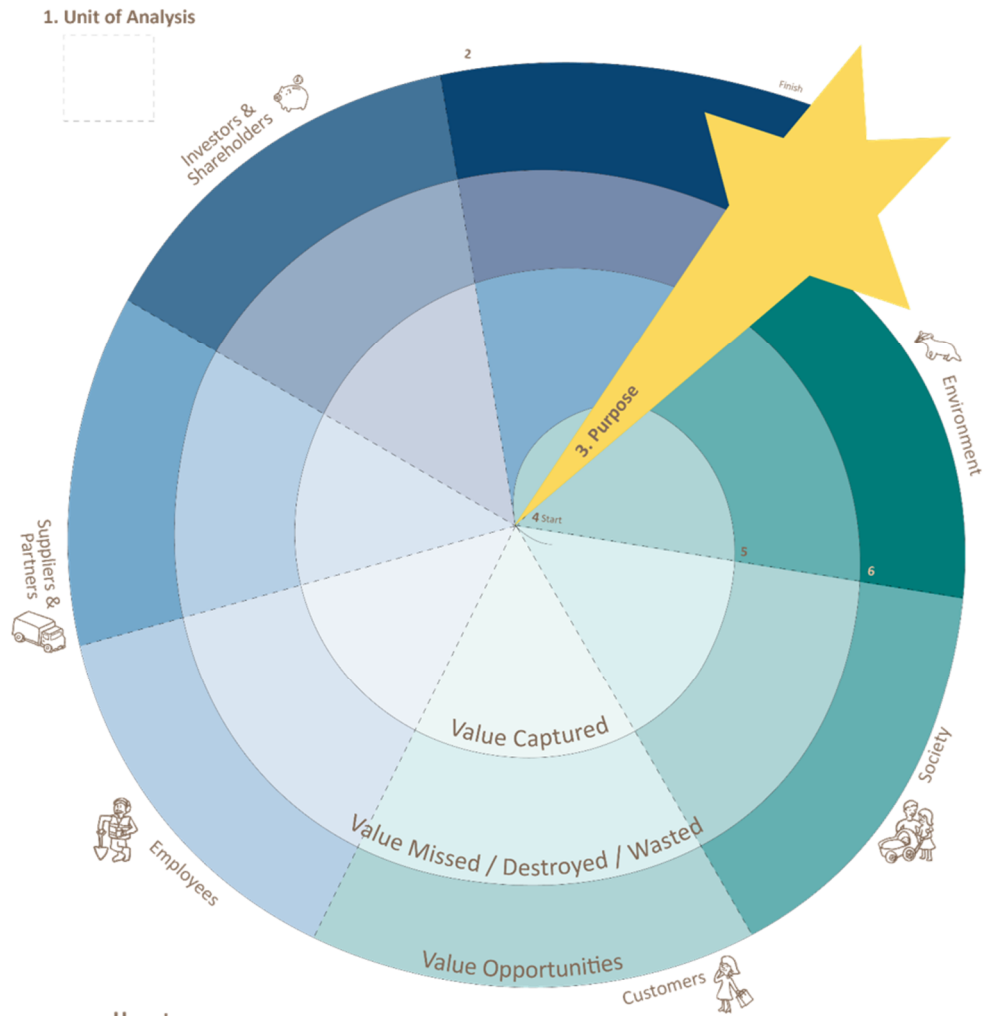 1. Unit of Analysis
2
Finish
Investors &
Shareholders
Environment
3. Purpose
4 Start
5
6
Suppliers &
Partners
Value Captured
Society
Value Missed / Destroyed / Wasted
Employees
Value Opportunities
Customers